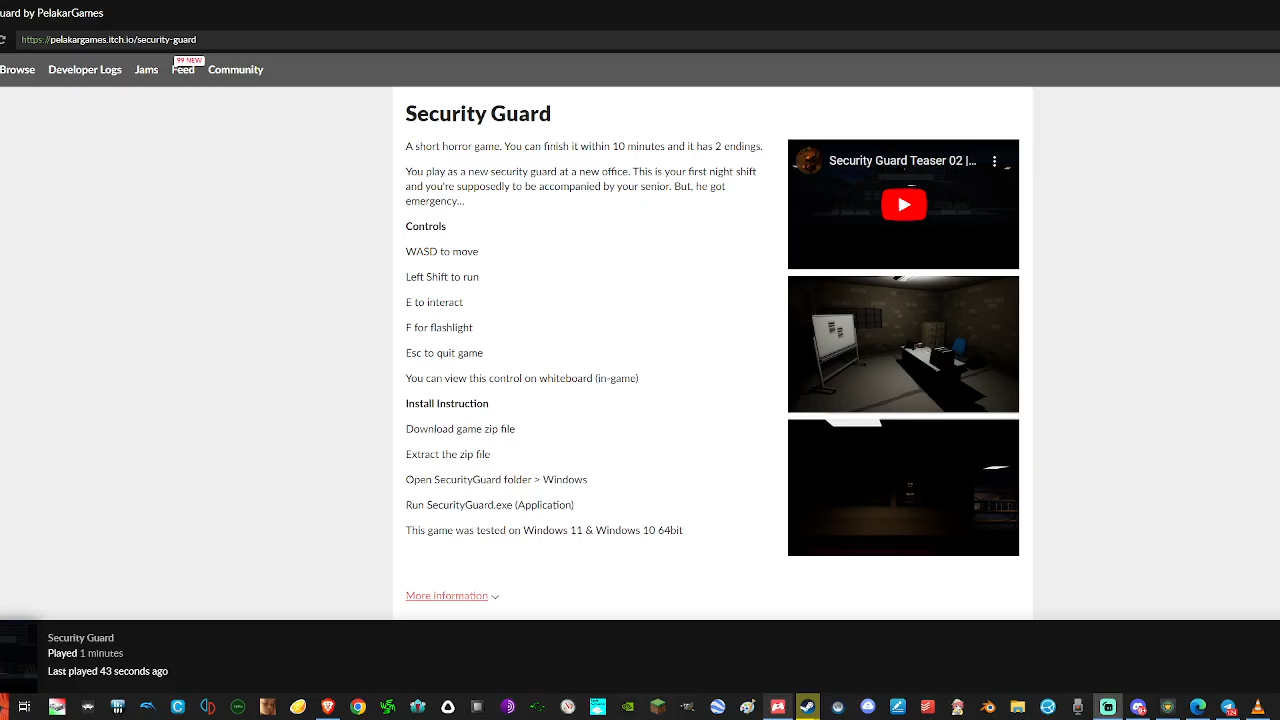 uard by PelakarGames
https://pelakargames.itch.io/security-guard
99 NEW
Browse Developer Logs Jams Feed Community
Security Guard
A short horror game. You can finish it within 10 minutes and it has 2 endings.
You play as a new security guard at a new office. This is your first night shift
and you're supposedly to be accompanied by your senior. But, he got
emergency...
Controls
WASD to move
Left Shift to run
E to interact
F for flashlight
Esc to quit game
You can view this control on whiteboard (in-game)
Install Instruction
Download game zip file
Extract the zip file
Open SecurityGuard folder > Windows
Run SecurityGuard.exe (Application)
This game was tested on Windows 11 & Windows 10 64bit
More information
Security Guard Teaser 02 |...
Security Guard
Played 1 minutes
Last played 43 seconds ago
24